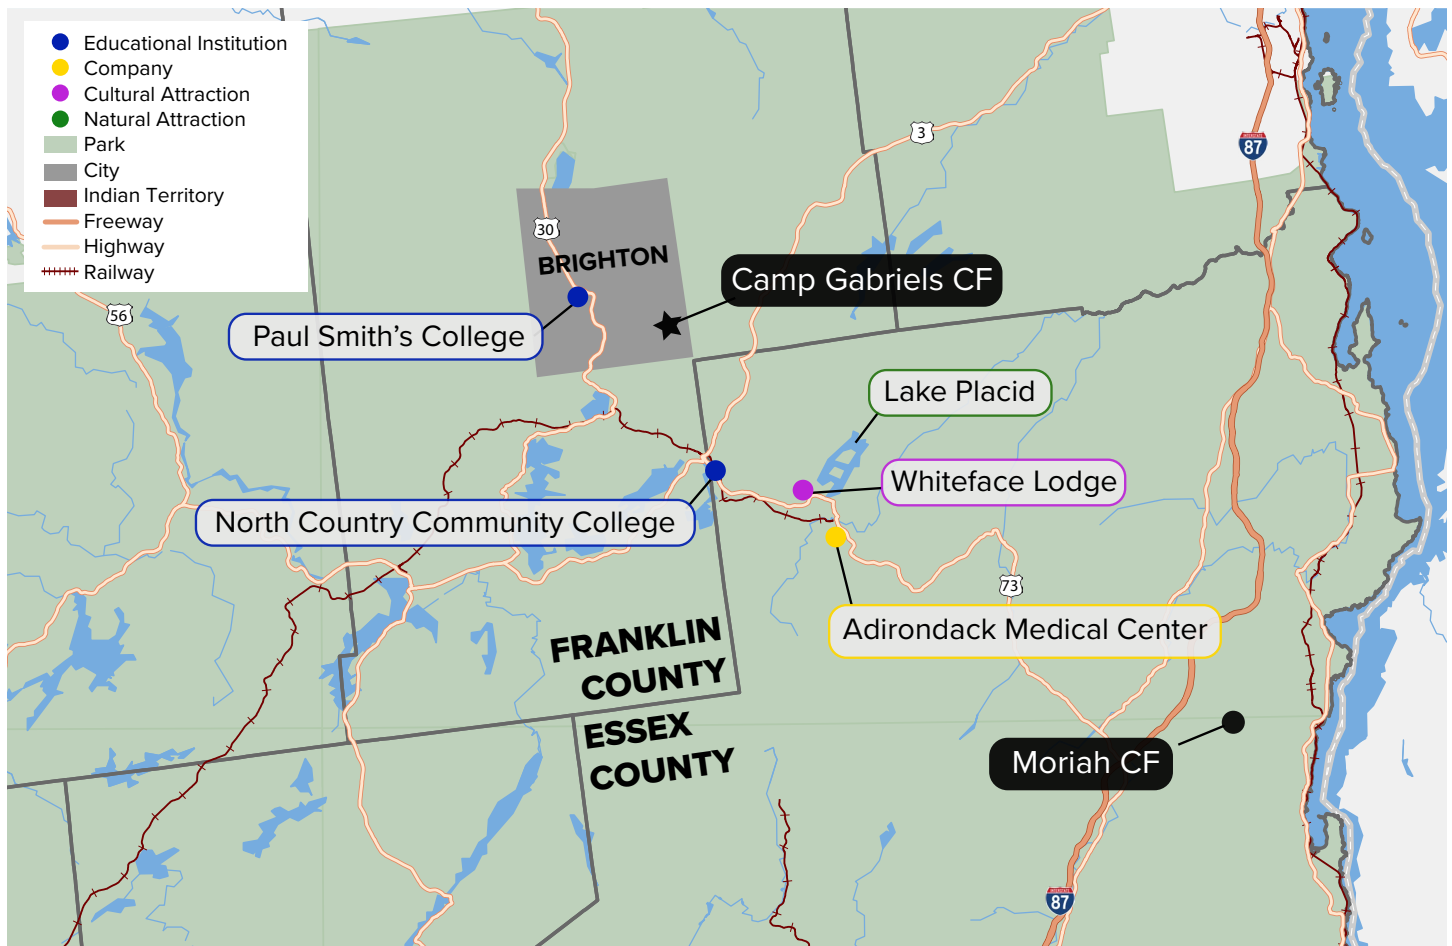 Educational Institution
Company
Cultural Attraction
Natural Attraction
Park
City
Indian Territory
Freeway
Highway
Railway
3
87
30
BRIGHTON
Camp Gabriels CF
56
Paul Smith’s College
Lake Placid
Whiteface Lodge
North Country Community College
73
Adirondack Medical Center
FRANKLIN
COUNTY
ESSEX
COUNTY
Moriah CF
87